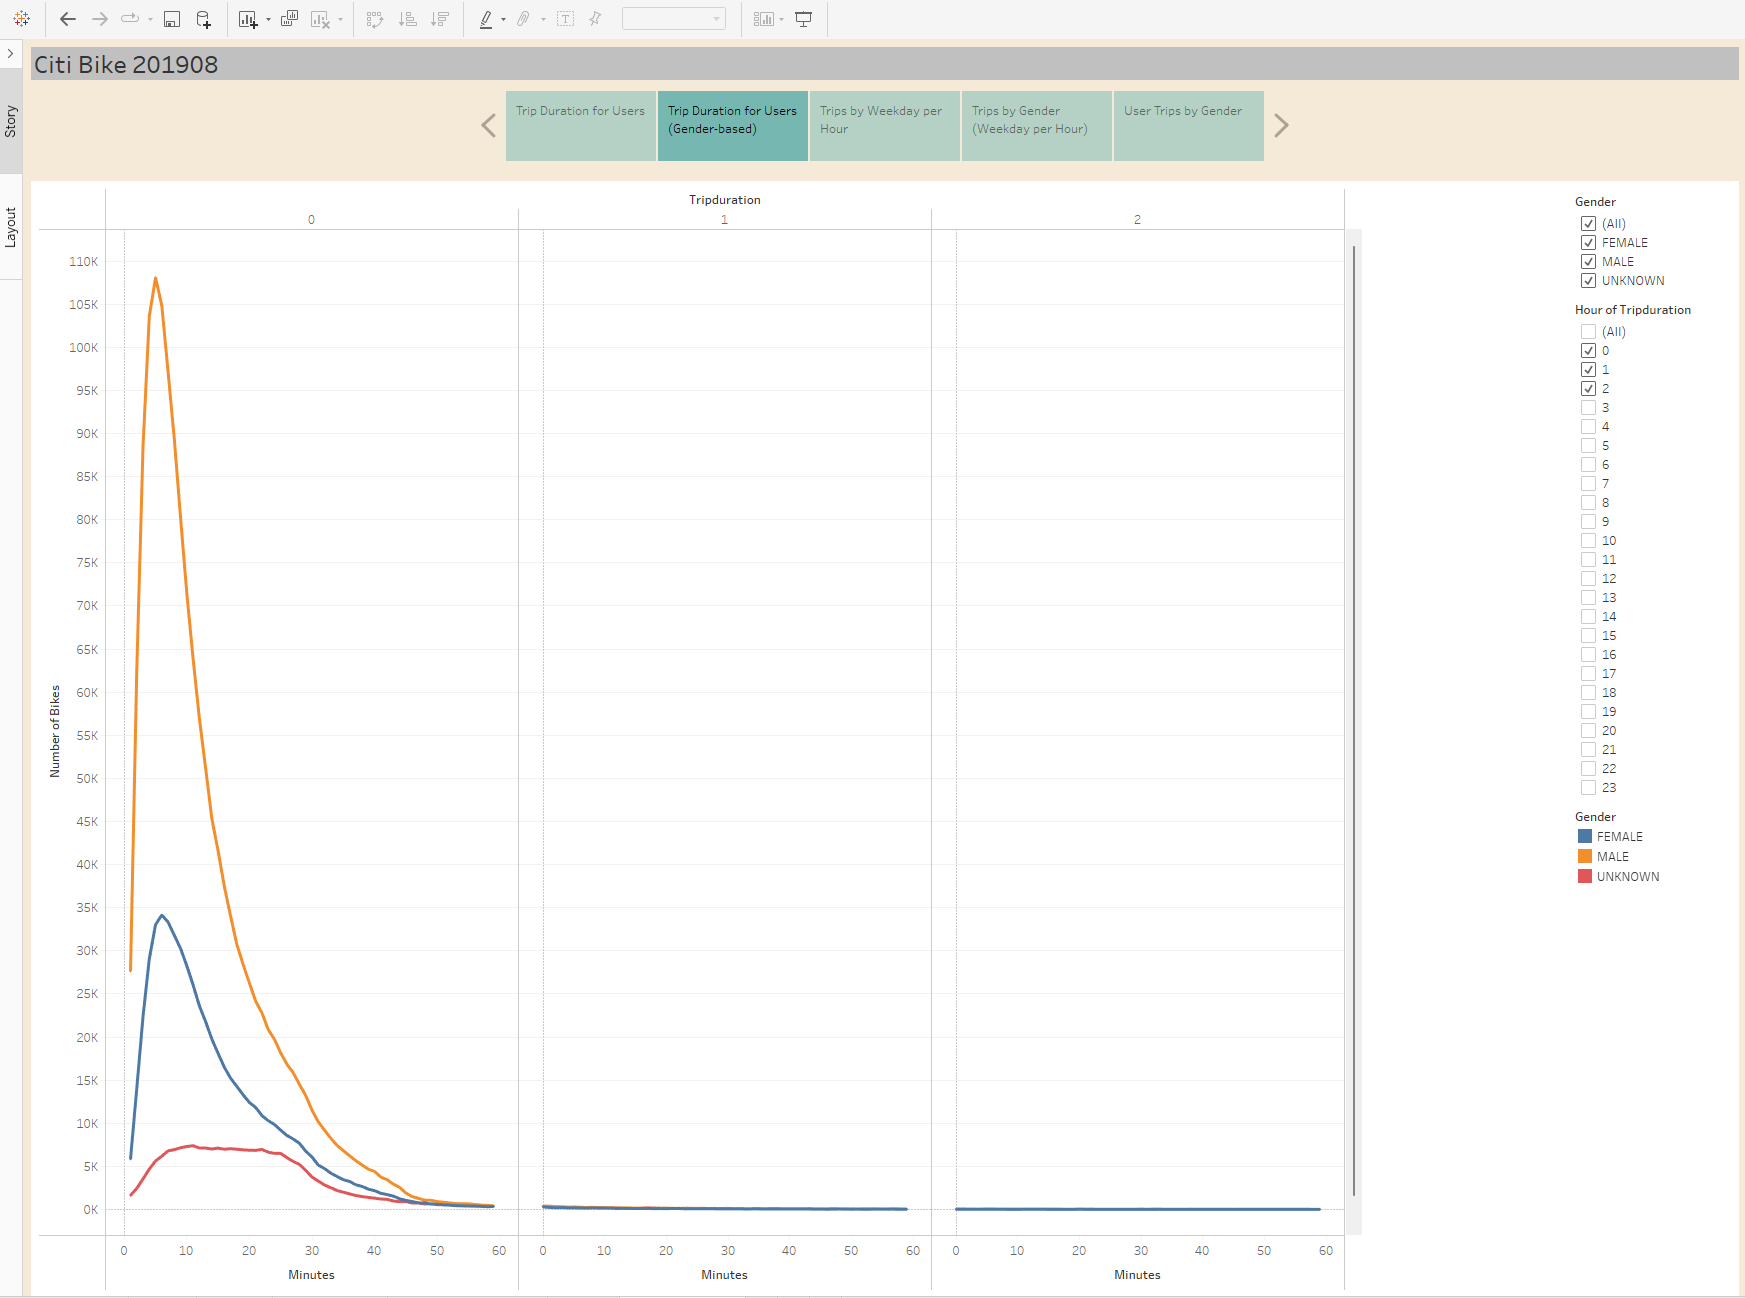 Citi Bike 201908
Story
Layout
Trip Duration for Users
Trip Duration for Users
(Gender-based)
Trips by Weekday per
Hour
Trips by Gender
(Weekday per Hour)
User Trips by Gender
Tripduration
0 1 2
Number of Bikes
110K
105K
100K
95K
90K
85K
80K
75K
70K
65K
60K
55K
50K
45K
40K
35K
30K
25K
20K
15K
10K
5K
0K
0 10 20 30 40 50 60 0 10 20 30 40 50 60 0 10 20 30 40 50 60
Minutes Minutes Minutes
Gender
(All)
FEMALE
MALE
UNKNOWN
Hour of Tripduration
(All)
0
1
2
3
4
5
6
7
8
9
10
11
12
13
14
15
16
17
18
19
20
21
22
23
Gender
FEMALE
MALE
UNKNOWN